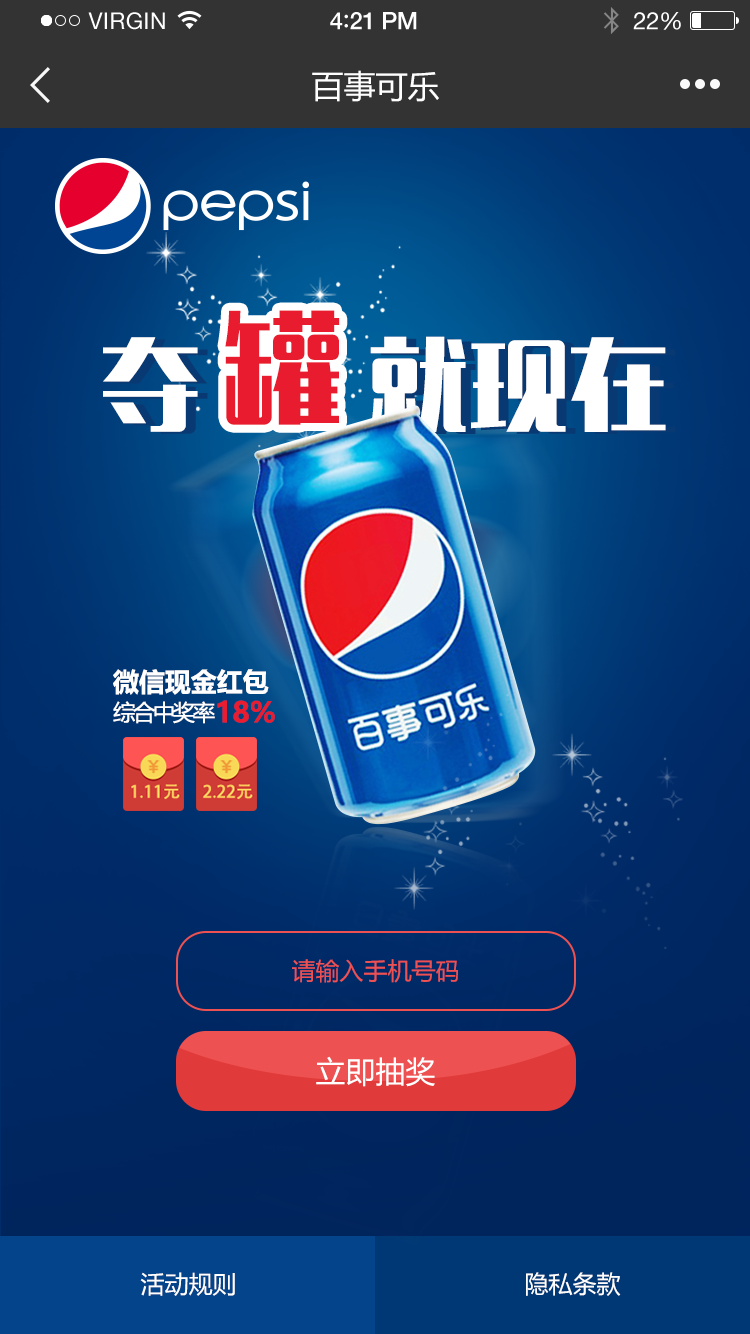 VIRGIN 4:21 PM 22%
百事可乐
pepsi
夺罐就现在
百事可乐
微信现金红包
综合中奖率18%
¥ ¥
1.11元 2.22元
请输入手机号码
立即抽奖
活动规则 隐私条款